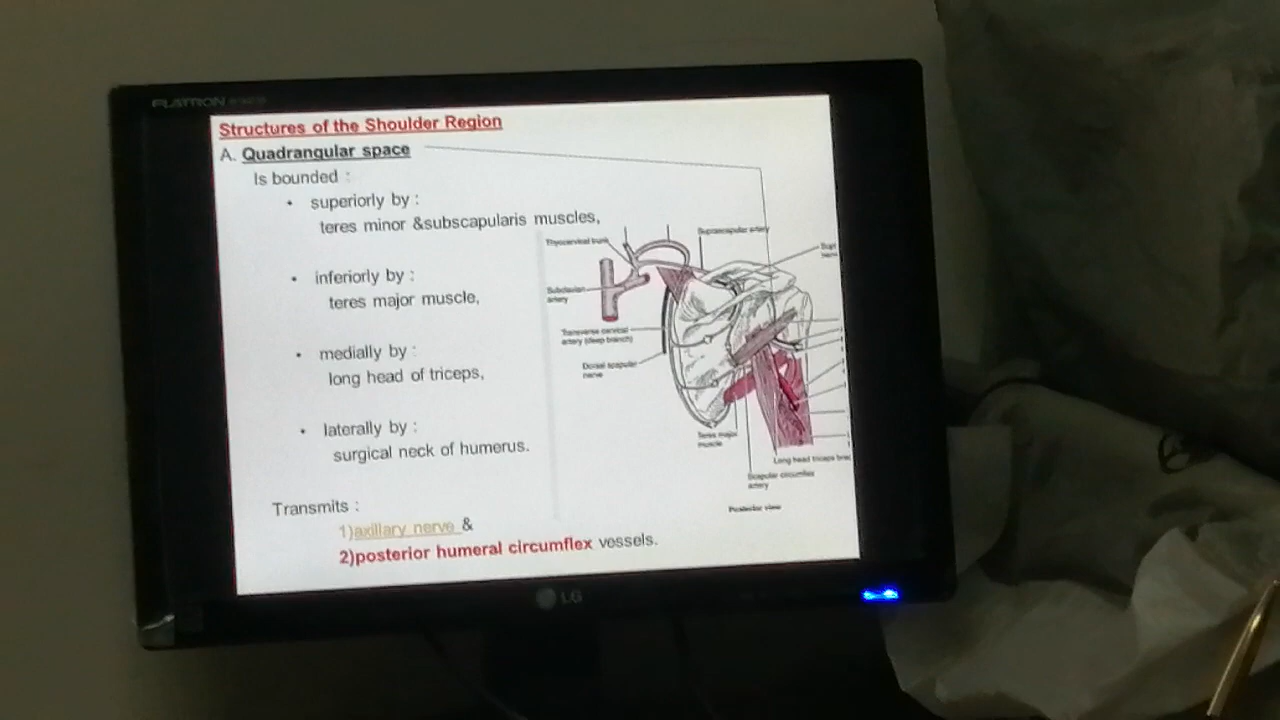 FLATRON
Structures of the Shoulder Region
A. Quadrangular space
Is bounded :
• superiorly by :
teres minor &subscapularis muscles,
• inferiorly by :
teres major muscle,
• medially by :
long head of triceps,
• laterally by :
surgical neck of humerus.
Transmits :
1)axillary nerve &
2)posterior humeral circumflex vessels.
Thyrocervical trunk
Suprascapular artery
Subclavian
artery
Transverse cervical
artery (deep branch)
Dorsal scapular
nerve
Teres major
muscle
Long head triceps
Scapular circumflex
artery
Posterior view
LG